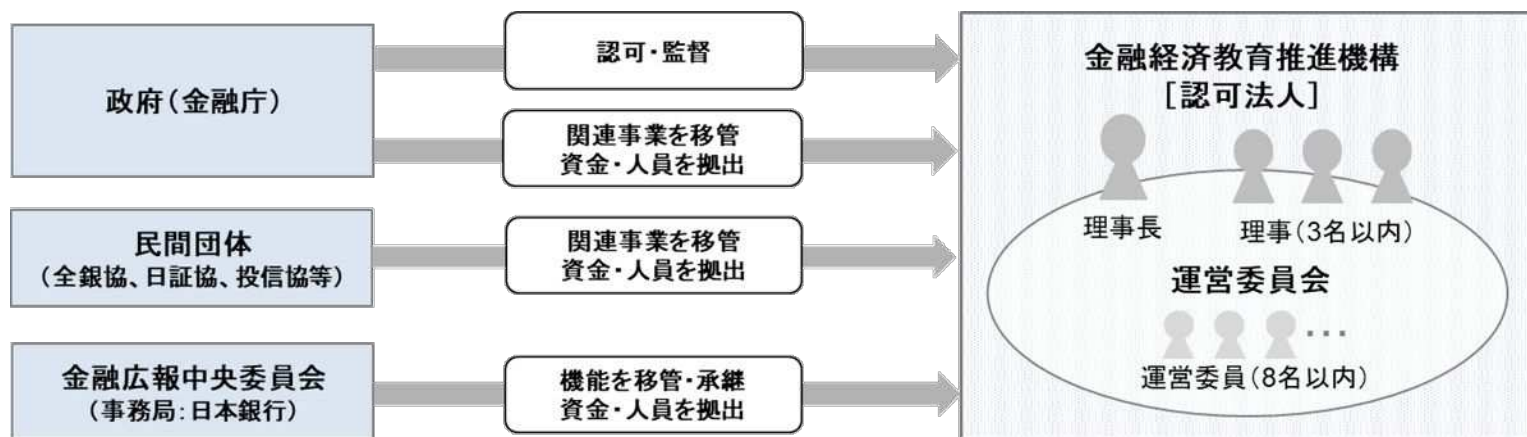 政府（金融庁）
認可・監督
関連事業を移管
資金・人員を拠出
民間団体
（全銀協、日証協、投信協等）
関連事業を移管
資金・人員を拠出
金融広報中央委員会
（事務局：日本銀行）
機能を移管・承継
資金・人員を拠出
金融経済教育推進機構
［認可法人］
理事長
理事（3名以内）
運営委員会
…
運営委員（8名以内）